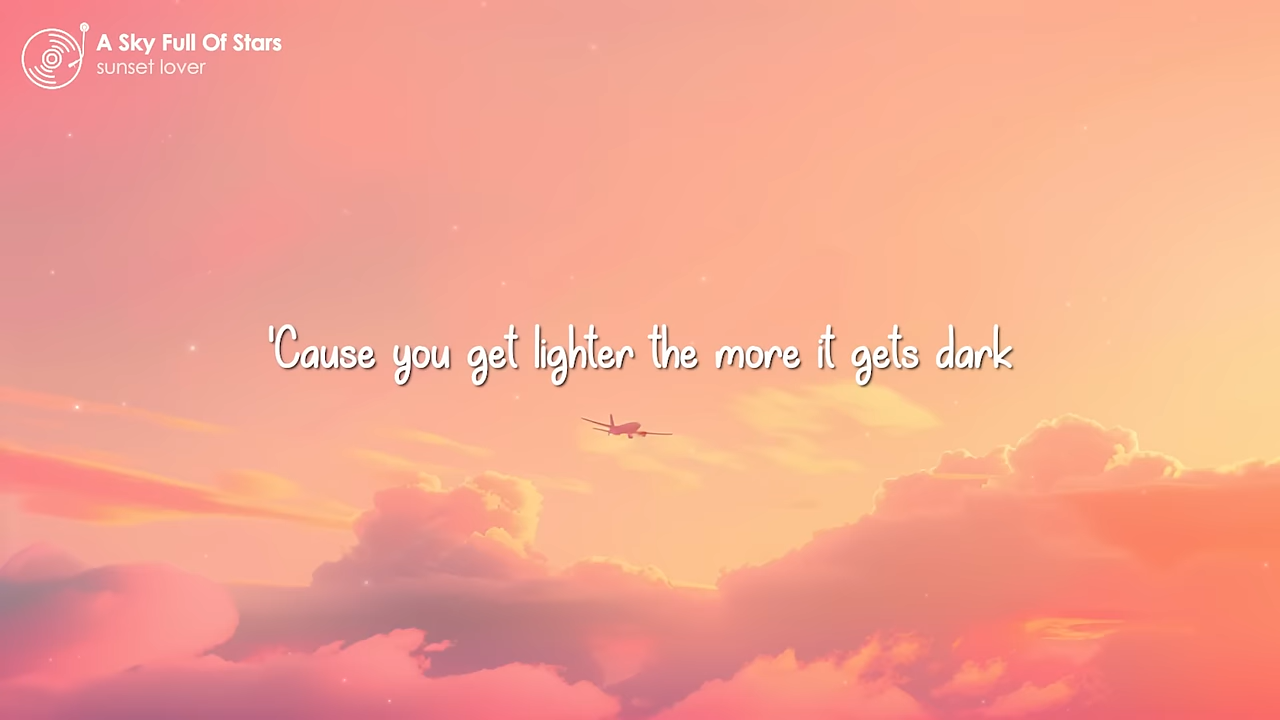 A Sky Full Of Stars
sunset lover
'Cause you get lighter the more it gets dark